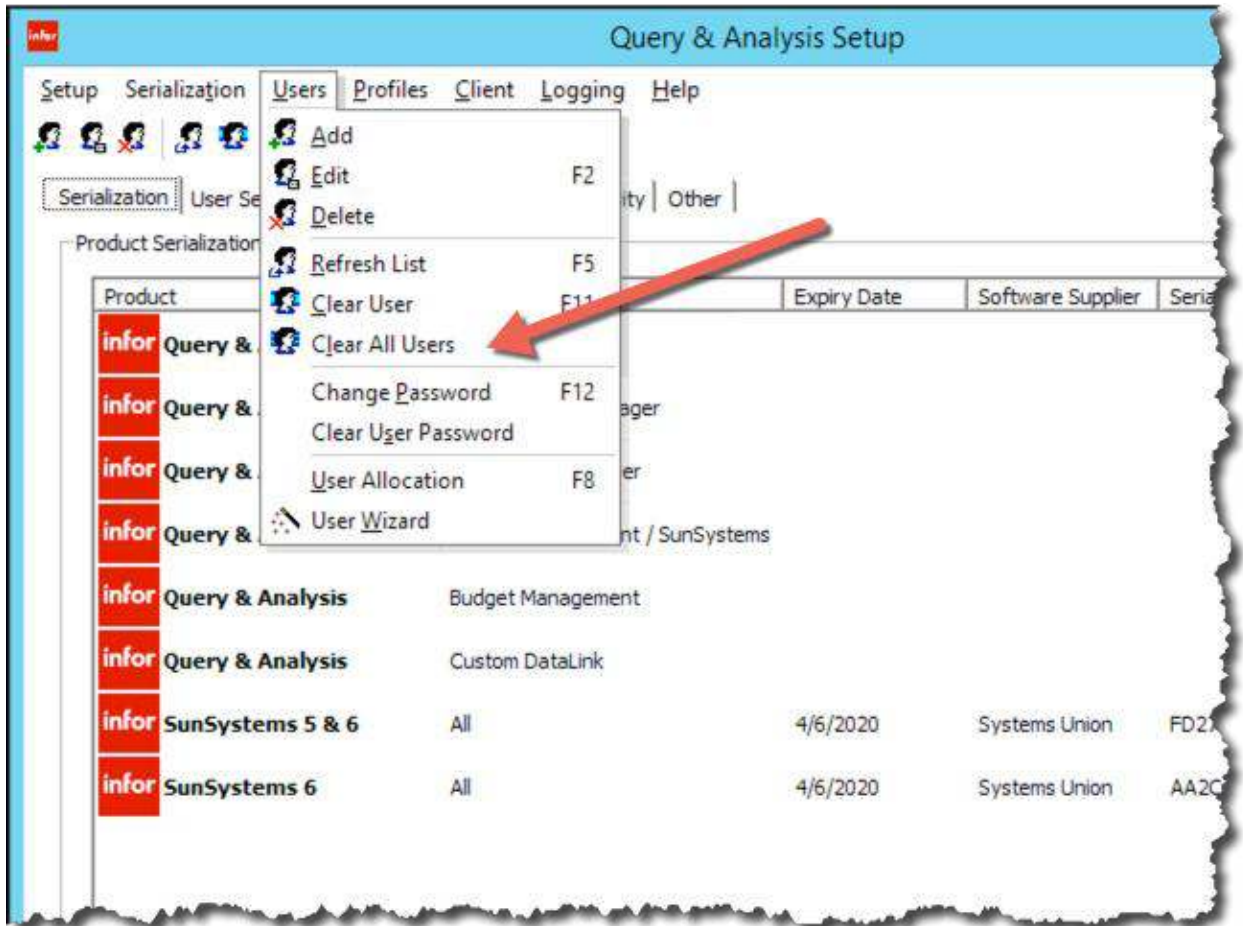 infor
Query & Analysis Setup
Setup Serialization Users Profiles Client Logging Help
Add
Edit F2
Serialization User Se ity Other
Delete
Product Serialization
Refresh List F5
Product Expiry Date Software Supplier Seria
Clear User F11
infor Query &
Clear All Users
Change Password F12
infor Query & ager
Clear User Password
infor Query & er
User Allocation F8
User Wizard
infor Query & nt / SunSystems
infor Query & Analysis Budget Management
infor Query & Analysis Custom DataLink
infor SunSystems 5 & 6 All 4/6/2020 Systems Union FD27
infor SunSystems 6 All 4/6/2020 Systems Union AA2C